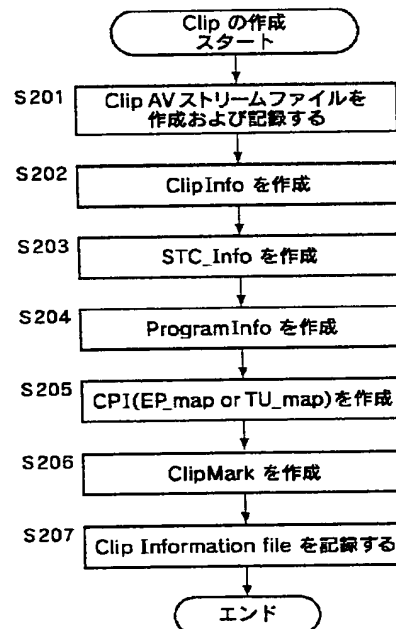 Clip の作成
スタート
S201
Clip AVストリームファイルを
作成および記録する
S202
ClipInfo を作成
S203
STC_Info を作成
S204
ProgramInfo を作成
S205
CPI(EP_map or TU_map)を作成
S206
ClipMark を作成
S207
Clip Information file を記録する
エンド